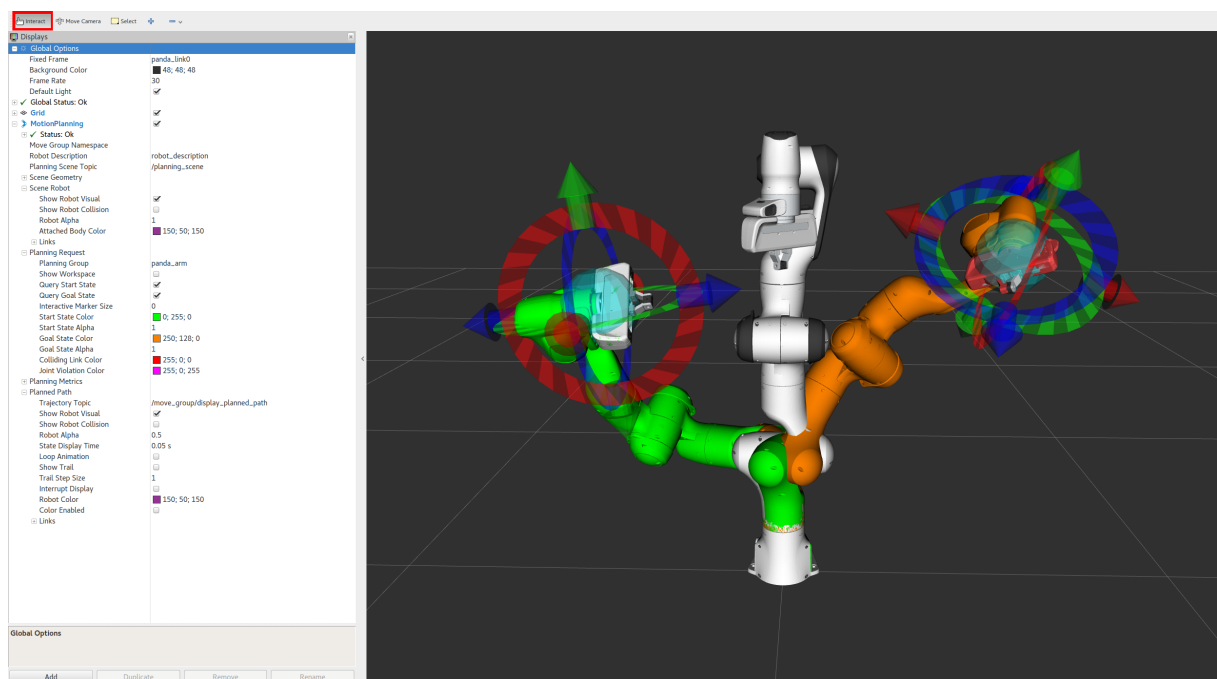 Interact Move Camera Select
Displays
Global Options
Fixed Frame panda_link0
Background Color 48; 48; 48
Frame Rate 30
Default Light
Global Status: Ok
Grid
MotionPlanning
Status: Ok
Move Group Namespace
Robot Description robot_description
Planning Scene Topic /planning_scene
Scene Geometry
Scene Robot
Show Robot Visual
Show Robot Collision
Robot Alpha 1
Attached Body Color 150; 50; 150
Links
Planning Request
Planning Group panda_arm
Show Workspace
Query Start State
Query Goal State
Interactive Marker Size 0
Start State Color 0; 255; 0
Start State Alpha 1
Goal State Color 250; 128; 0
Goal State Alpha 1
Colliding Link Color 255; 0; 0
Joint Violation Color 255; 0; 255
Planning Metrics
Planned Path
Trajectory Topic /move_group/display_planned_path
Show Robot Visual
Show Robot Collision
Robot Alpha 0.5
State Display Time 0.05 s
Loop Animation
Show Trail
Trail Step Size 1
Interrupt Display
Robot Color 150; 50; 150
Color Enabled
Links
Global Options
Add Duplicate Remove Rename